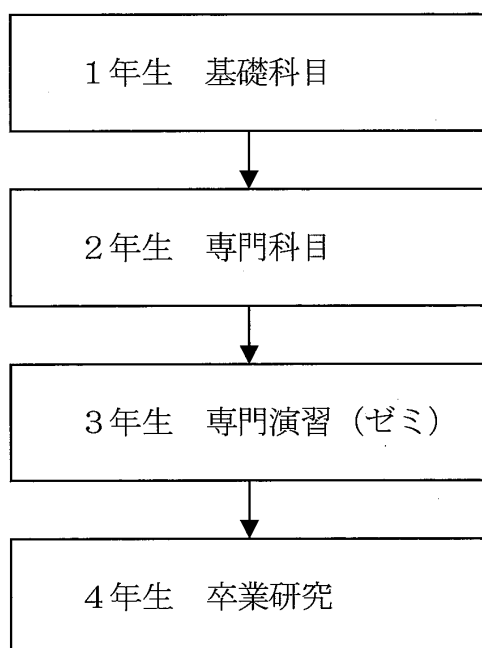 １年生　基礎科目
２年生　専門科目
３年生　専門演習（ゼミ）
４年生　卒業研究